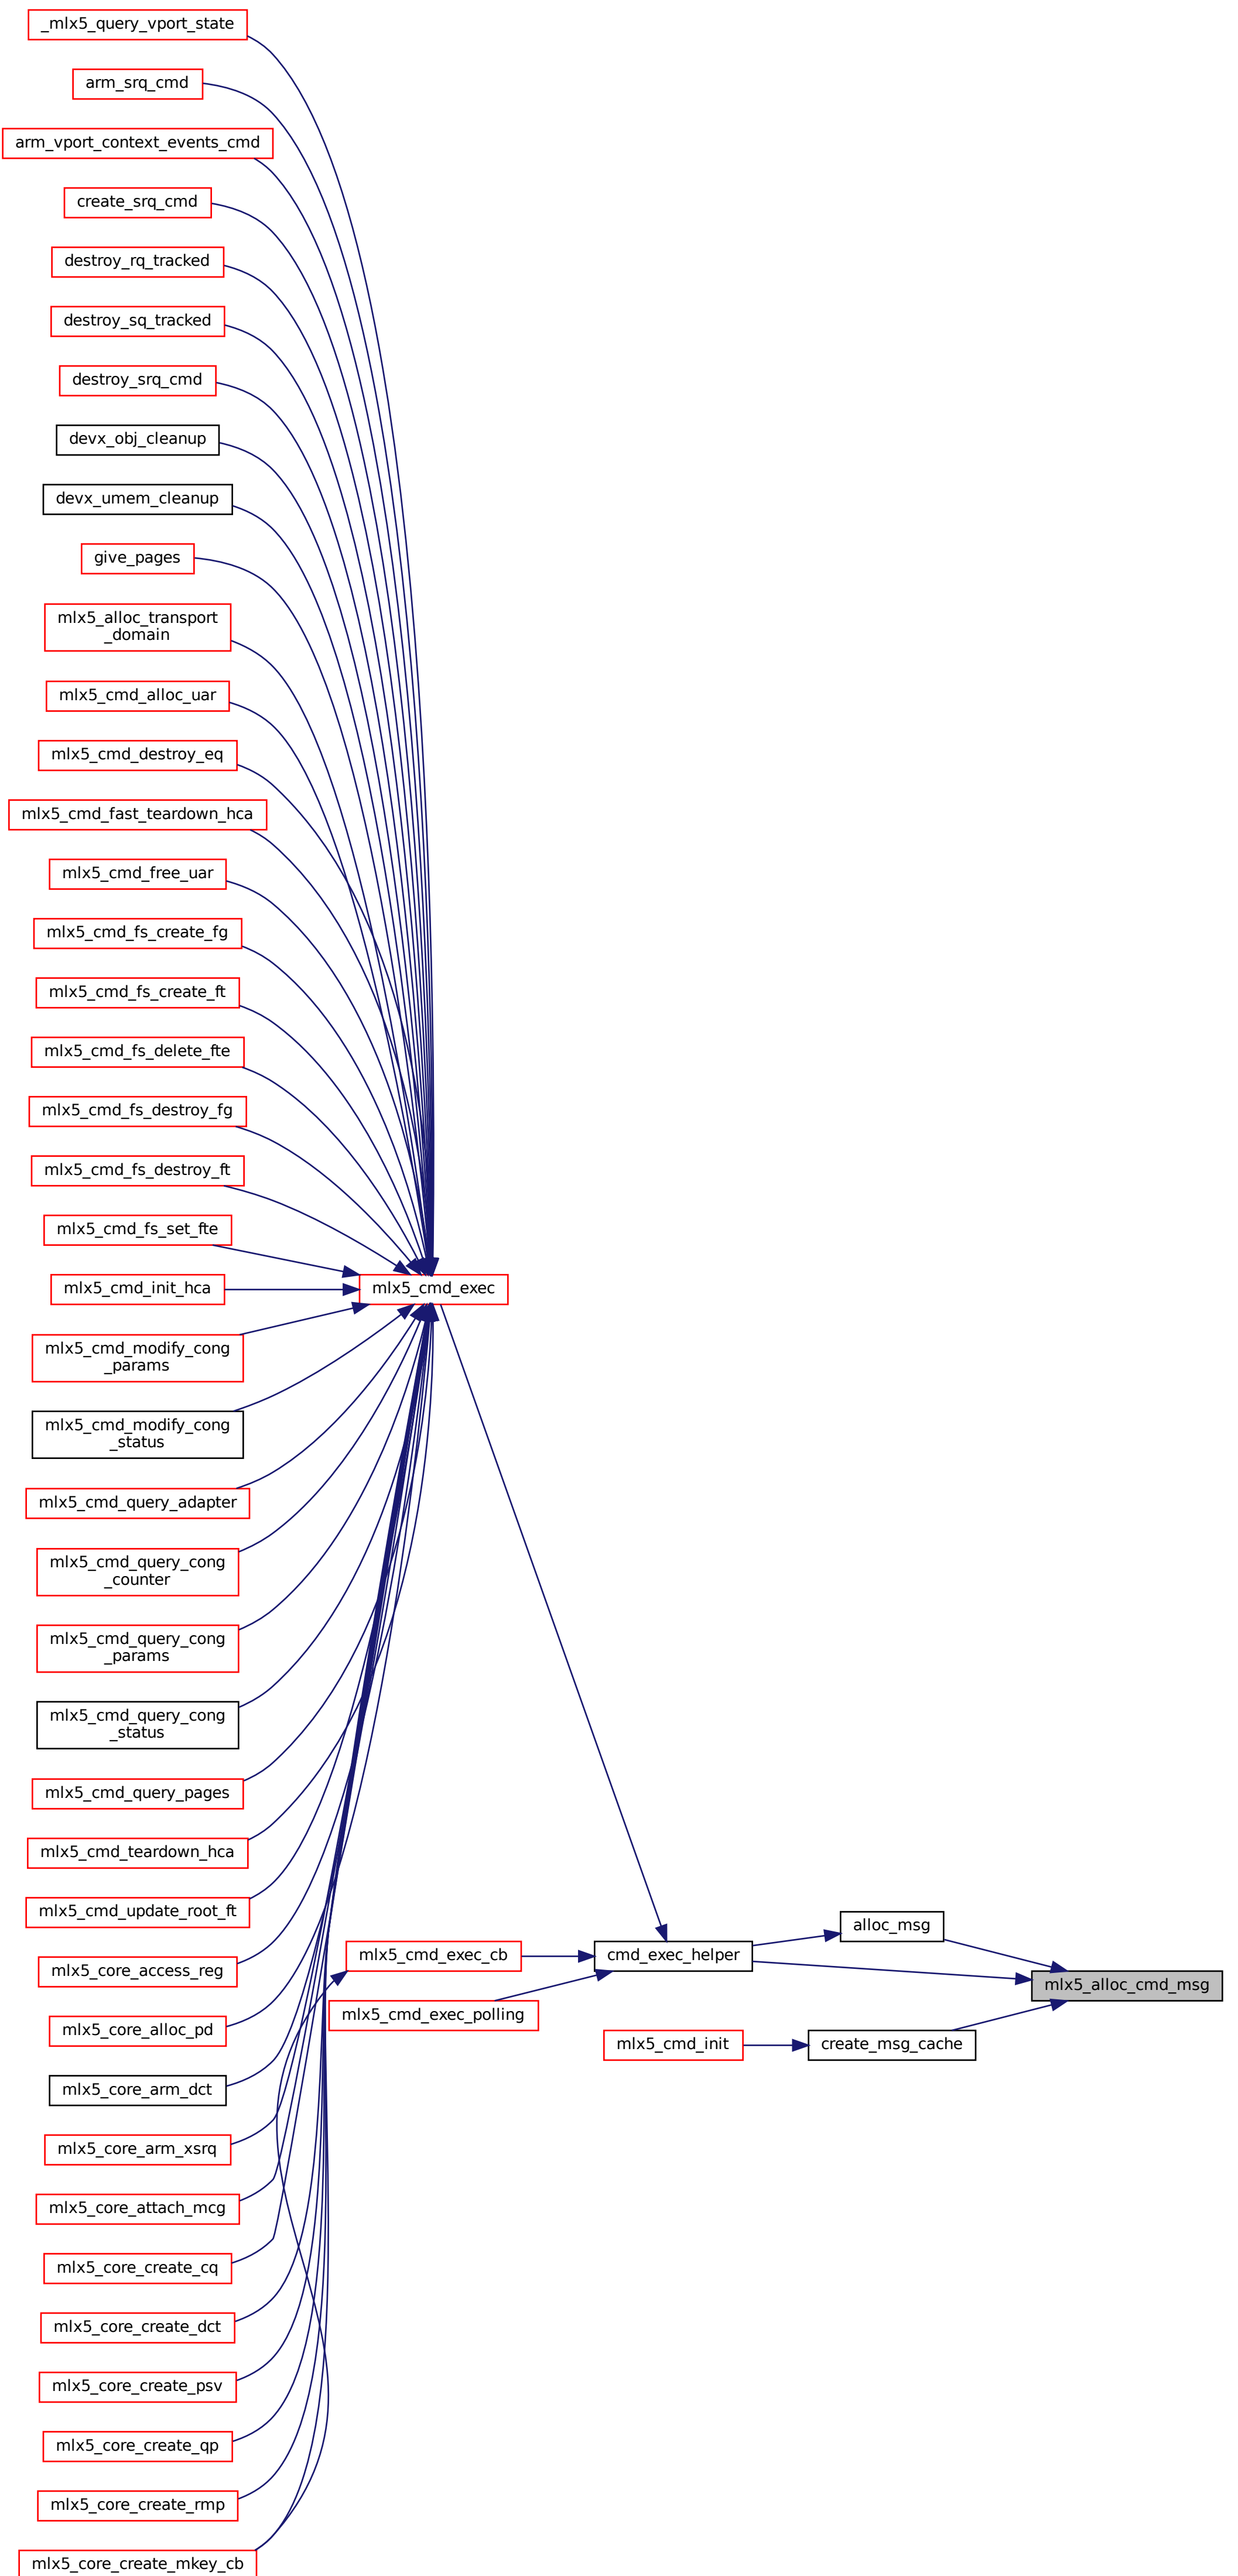 _mlx5_query_vport_state
arm_srq_cmd
arm_vport_context_events_cmd
create_srq_cmd
destroy_rq_tracked
destroy_sq_tracked
destroy_srq_cmd
devx_obj_cleanup
devx_umem_cleanup
give_pages
mlx5_alloc_transport
_domain
mlx5_cmd_alloc_uar
mlx5_cmd_destroy_eq
mlx5_cmd_fast_teardown_hca
mlx5_cmd_free_uar
mlx5_cmd_fs_create_fg
mlx5_cmd_fs_create_ft
mlx5_cmd_fs_delete_fte
mlx5_cmd_fs_destroy_fg
mlx5_cmd_fs_destroy_ft
mlx5_cmd_fs_set_fte
mlx5_cmd_init_hca
mlx5_cmd_exec
mlx5_cmd_modify_cong
_params
mlx5_cmd_modify_cong
_status
mlx5_cmd_query_adapter
mlx5_cmd_query_cong
_counter
mlx5_cmd_query_cong
_params
mlx5_cmd_query_cong
_status
mlx5_cmd_query_pages
mlx5_cmd_teardown_hca
mlx5_cmd_update_root_ft
alloc_msg
mlx5_cmd_exec_cb
cmd_exec_helper
mlx5_core_access_reg
mlx5_alloc_cmd_msg
mlx5_cmd_exec_polling
mlx5_core_alloc_pd
mlx5_cmd_init
create_msg_cache
mlx5_core_arm_dct
mlx5_core_arm_xsrq
mlx5_core_attach_mcg
mlx5_core_create_cq
mlx5_core_create_dct
mlx5_core_create_psv
mlx5_core_create_qp
mlx5_core_create_rmp
mlx5_core_create_mkey_cb